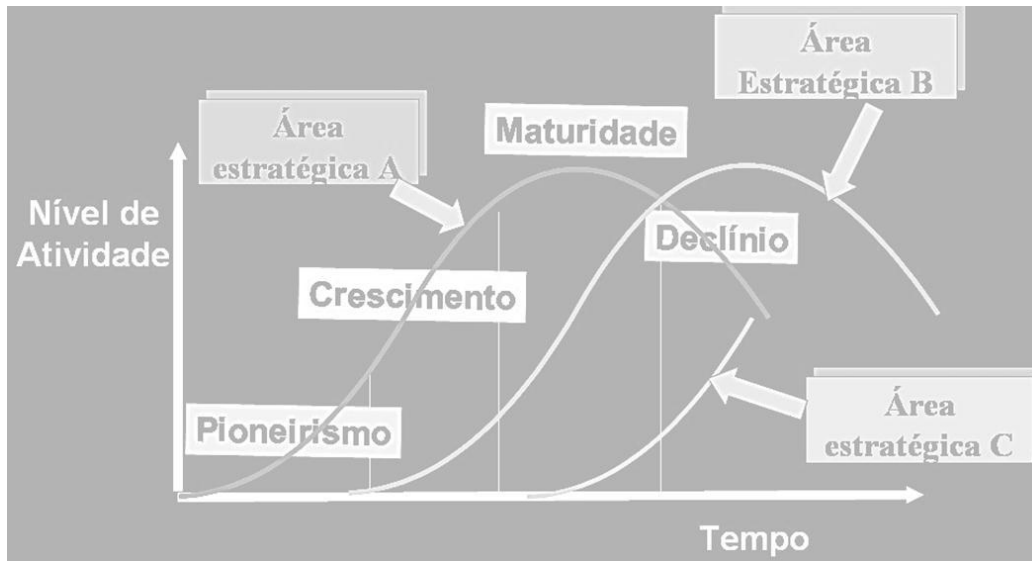 Área
Estratégica B
Área
estratégica A
Maturidade
Nível de
Atividade
Declínio
Crescimento
Pioneirismo
Área
estratégica C
Tempo